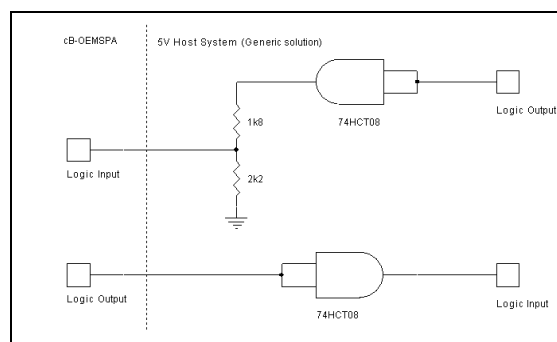 cB-OEMSPA
5V Host System (Generic solution)
1k8
74HCT08
Logic Output
Logic Input
2k2
Logic Output
74HCT08
Logic Input